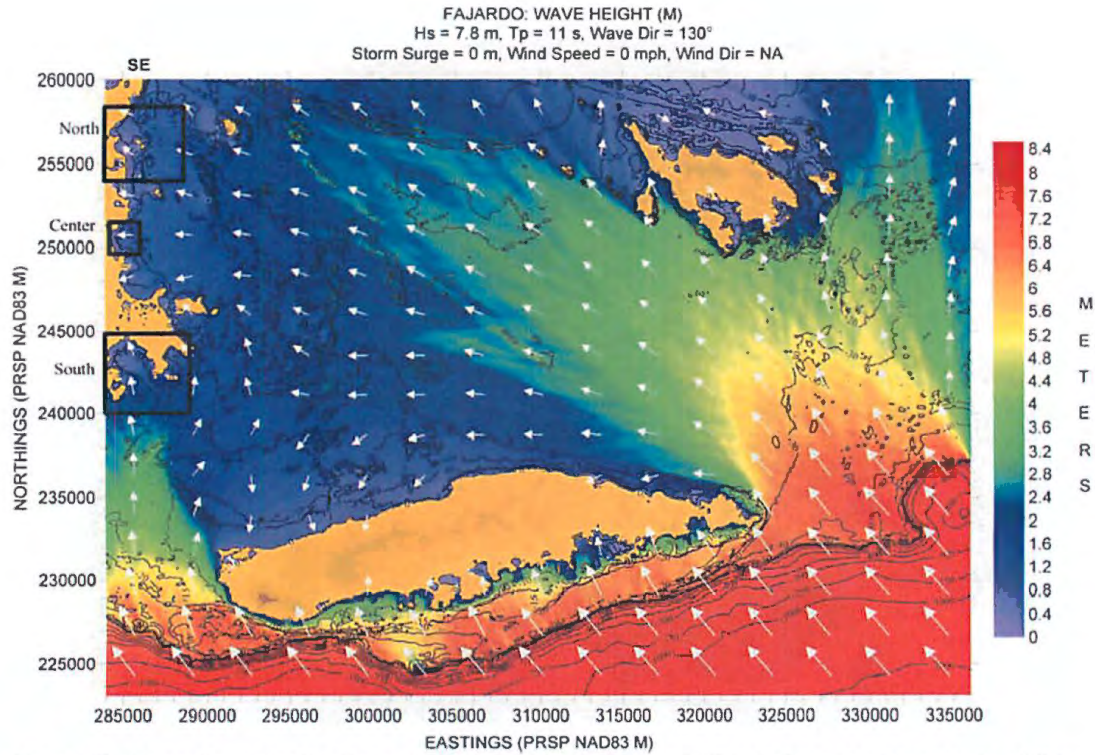 FAJARDO: WAVE HEIGHT (M)
Hs = 7.8 m, Tp = 11 s, Wave Dir = 130°
Storm Surge = 0 m, Wind Speed = 0 mph, Wind Dir = NA
SE
260000
North
255000
Center
250000
245000
South
240000
235000
230000
225000
NORTHINGS (PRSP NAD83 M)
285000 290000 295000 300000 305000 310000 315000 320000 325000 330000 335000
EASTINGS (PRSP NAD83 M)
8.4
8
7.6
7.2
6.8
6.4
6
5.6
5.2
4.8
4.4
4
3.6
3.2
2.8
2.4
2
1.6
1.2
0.8
0.4
0
M
E
T
E
R
S